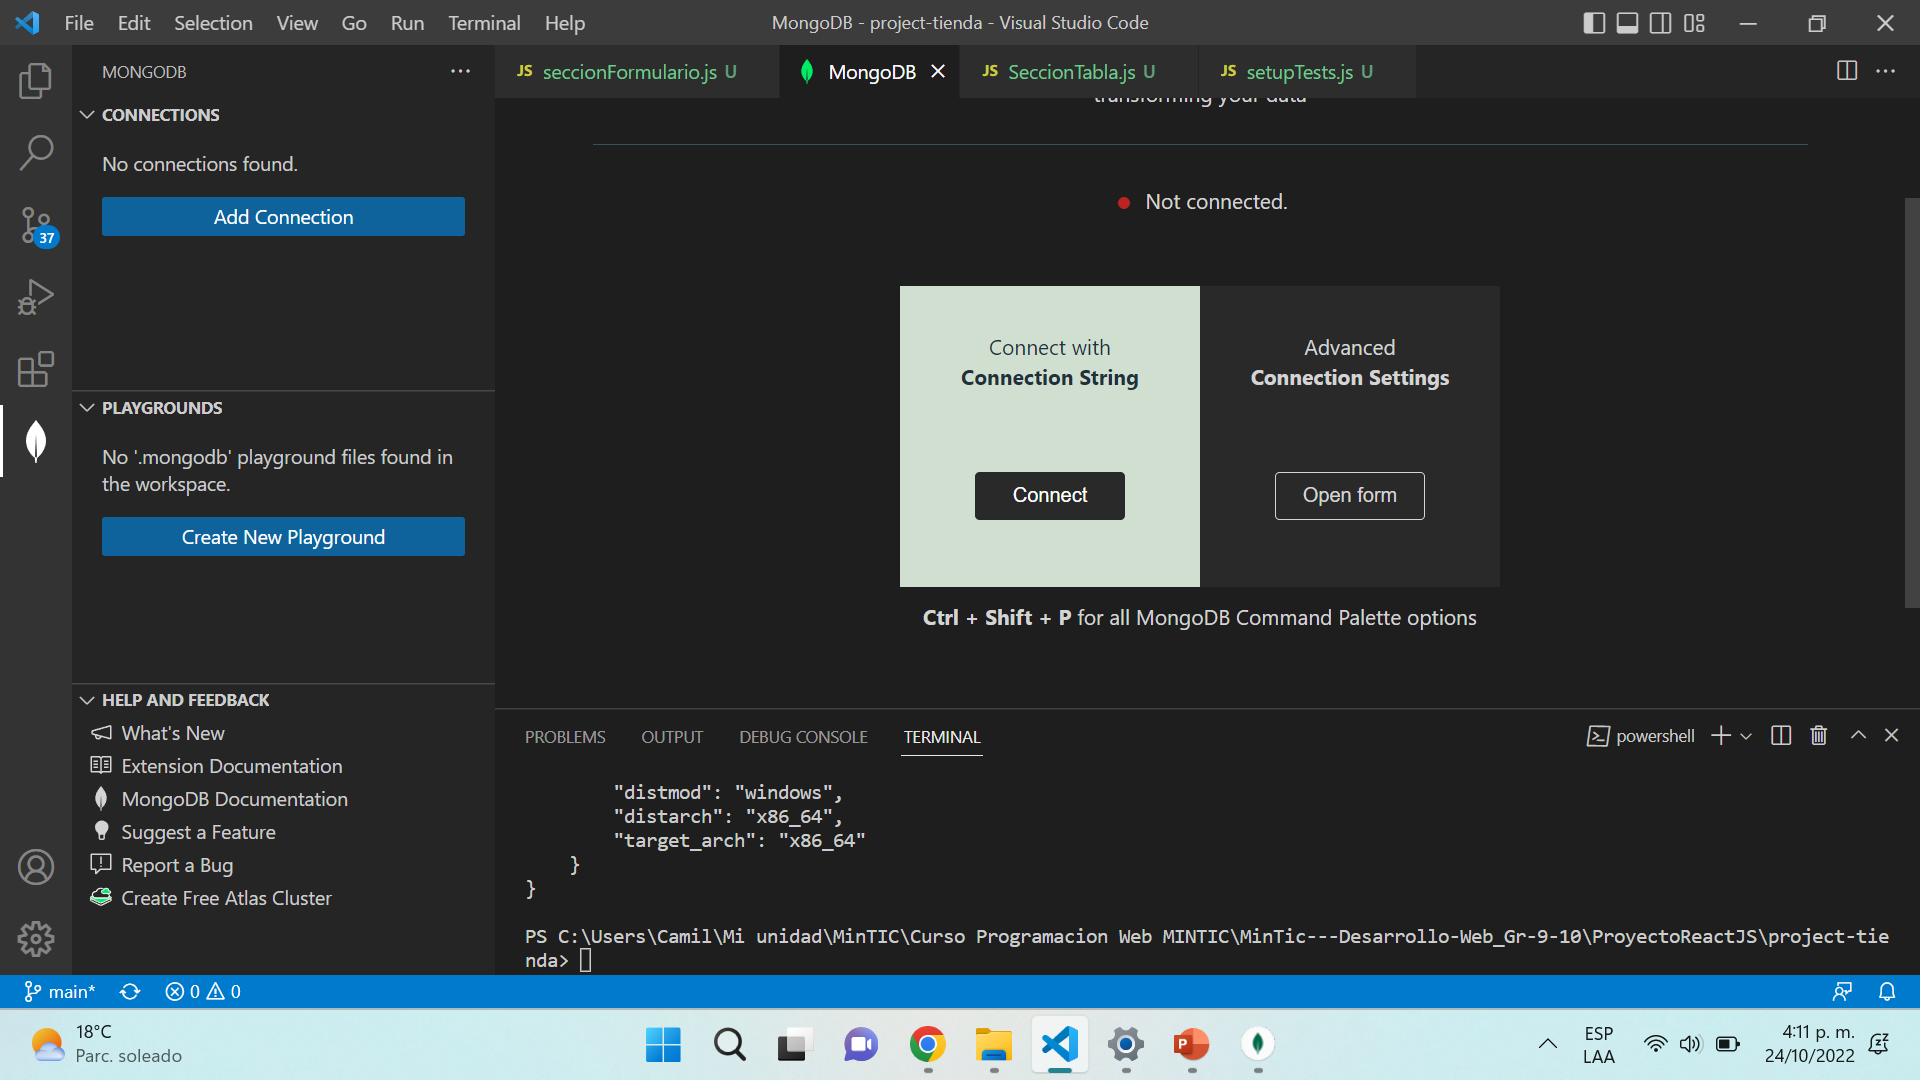 File Edit Selection View Go Run Terminal Help
MongoDB - project-tienda - Visual Studio Code
MONGODB
CONNECTIONS
No connections found.
Add Connection
37
PLAYGROUNDS
No '.mongodb' playground files found in
the workspace.
Create New Playground
HELP AND FEEDBACK
What's New
Extension Documentation
MongoDB Documentation
Suggest a Feature
Report a Bug
Create Free Atlas Cluster
JS seccionFormulario.js U
MongoDB
JS SeccionTabla.js U
JS setupTests.js U
transforming your data
Not connected.
Connect with
Connection String
Connect
Advanced
Connection Settings
Open form
Ctrl + Shift + P for all MongoDB Command Palette options
PROBLEMS OUTPUT DEBUG CONSOLE TERMINAL
powershell
"distmod": "windows",
"distarch": "x86_64",
"target_arch": "x86_64"
}
}
PS C:\Users\Camil\Mi unidad\MinTIC\Curso Programacion Web MINTIC\MinTic---Desarrollo-Web_Gr-9-10\ProyectoReactJS\project-tie
nda>
main* 0 0
18°C
Parc. soleado
P
ESP
LAA
4:11 p. m.
24/10/2022